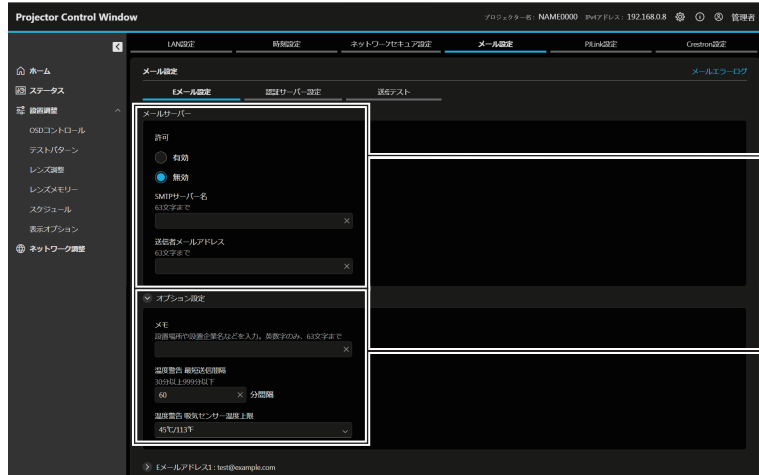 Projector Control Window
プロジェクター名: NAME0000 IPv4アドレス: 192.168.0.8 管理者
LAN設定 時刻設定 ネットワークセキュア設定 メール設定 PJLink設定 Crestron設定
ホーム
ステータス
設置調整
OSDコントロール
テストパターン
レンズ調整
レンズメモリー
スケジュール
表示オプション
ネットワーク調整
メール設定 メールエラーログ
Eメール設定 認証サーバー設定 送信テスト
メールサーバー
許可
有効
無効
SMTPサーバー名
63文字まで
送信者メールアドレス
63文字まで
オプション設定
メモ
設置場所や設置企業名などを入力。英数字のみ、63文字まで
温度警告 最短送信間隔
30分以上999分以下
60 分間隔
温度警告 吸気センサー温度上限
45℃/113℉
Eメールアドレス1 : test@example.com